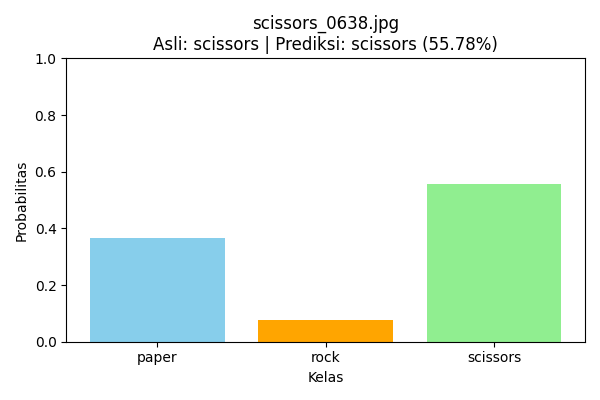 scissors_0638.jpg
Asli: scissors | Prediksi: scissors (55.78%)
1.0
0.8
0.6
0.4
0.2
0.0
Probabilitas
paper rock scissors
Kelas